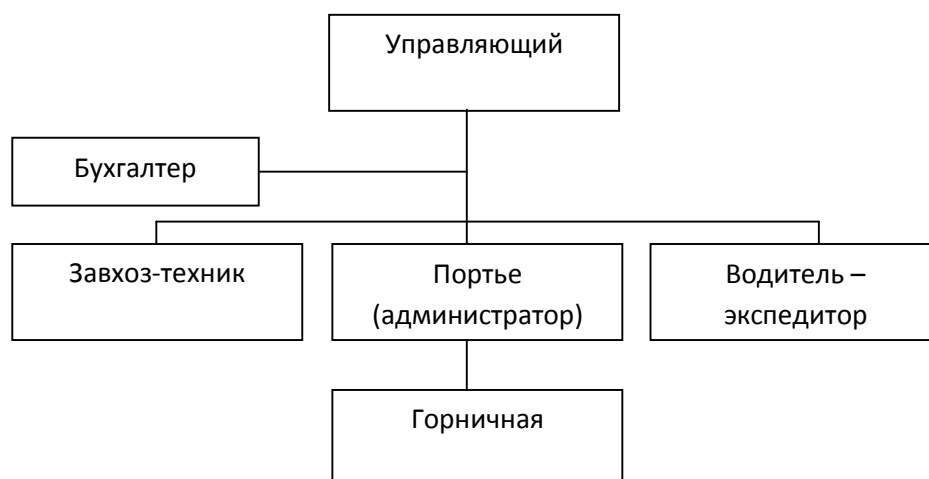 Управляющий
Бухгалтер
Завхоз-техник
Портье
(администратор)
Водитель –
экспедитор
Горничная